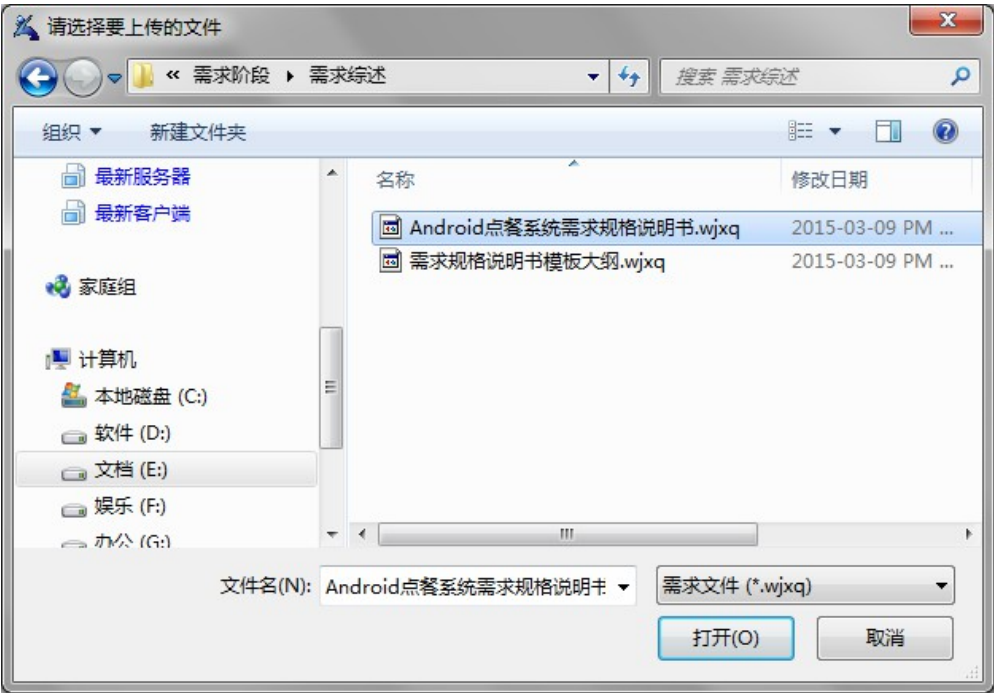 请选择要上传的文件
« 需求阶段 ▸ 需求综述
搜索 需求综述
组织 新建文件夹
最新服务器
最新客户端
家庭组
计算机
本地磁盘 (C:)
软件 (D:)
文档 (E:)
娱乐 (F:)
办公 (G:)
名称 修改日期
Android点餐系统需求规格说明书.wjxq 2015-03-09 PM ...
需求规格说明书模板大纲.wjxq 2015-03-09 PM ...
文件名(N): Android点餐系统需求规格说明书 需求文件 (*.wjxq)
打开(O) 取消